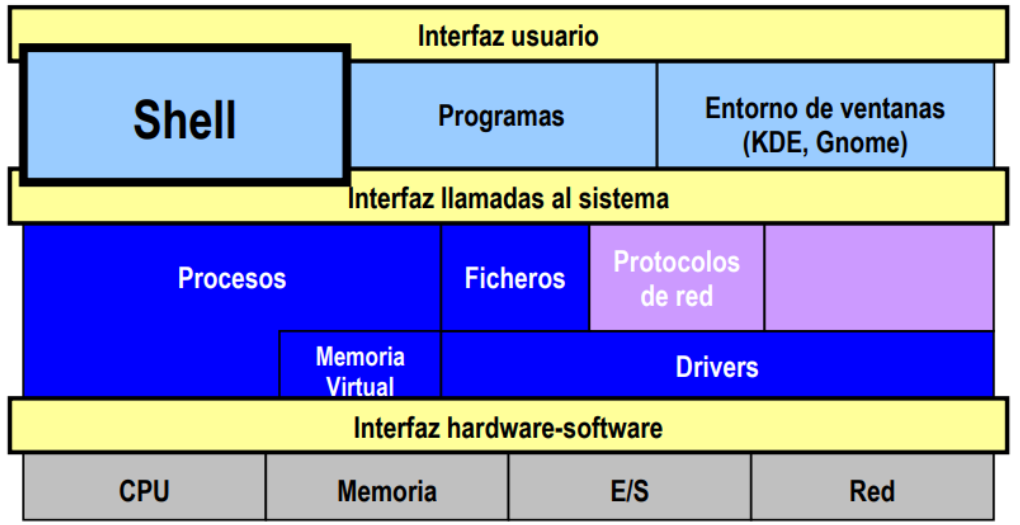 Interfaz usuario
Shell
Programas
Entorno de ventanas
(KDE, Gnome)
Interfaz llamadas al sistema
Procesos
Ficheros
Protocolos
de red
Memoria
Virtual
Drivers
Interfaz hardware-software
CPU
Memoria
E/S
Red